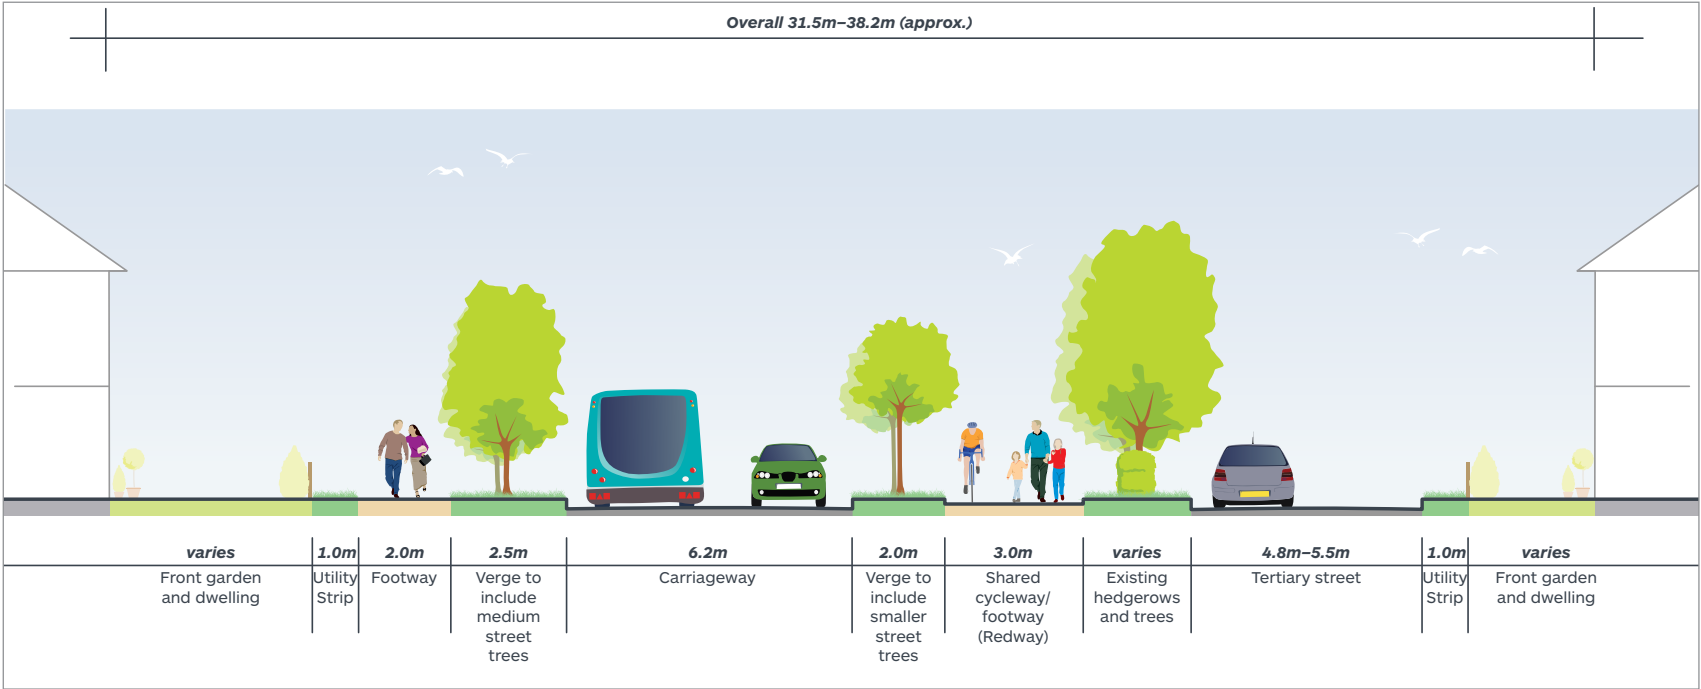 Overall 31.5m–38.2m (approx.)
varies
Front garden
and dwelling
1.0m
Utility
Strip
2.0m
Footway
2.5m
Verge to
include
medium
street
trees
6.2m
Carriageway
2.0m
Verge to
include
smaller
street
trees
3.0m
Shared
cycleway/
footway
(Redway)
varies
Existing
hedgerows
and trees
4.8m–5.5m
Tertiary street
1.0m
Utility
Strip
varies
Front garden
and dwelling